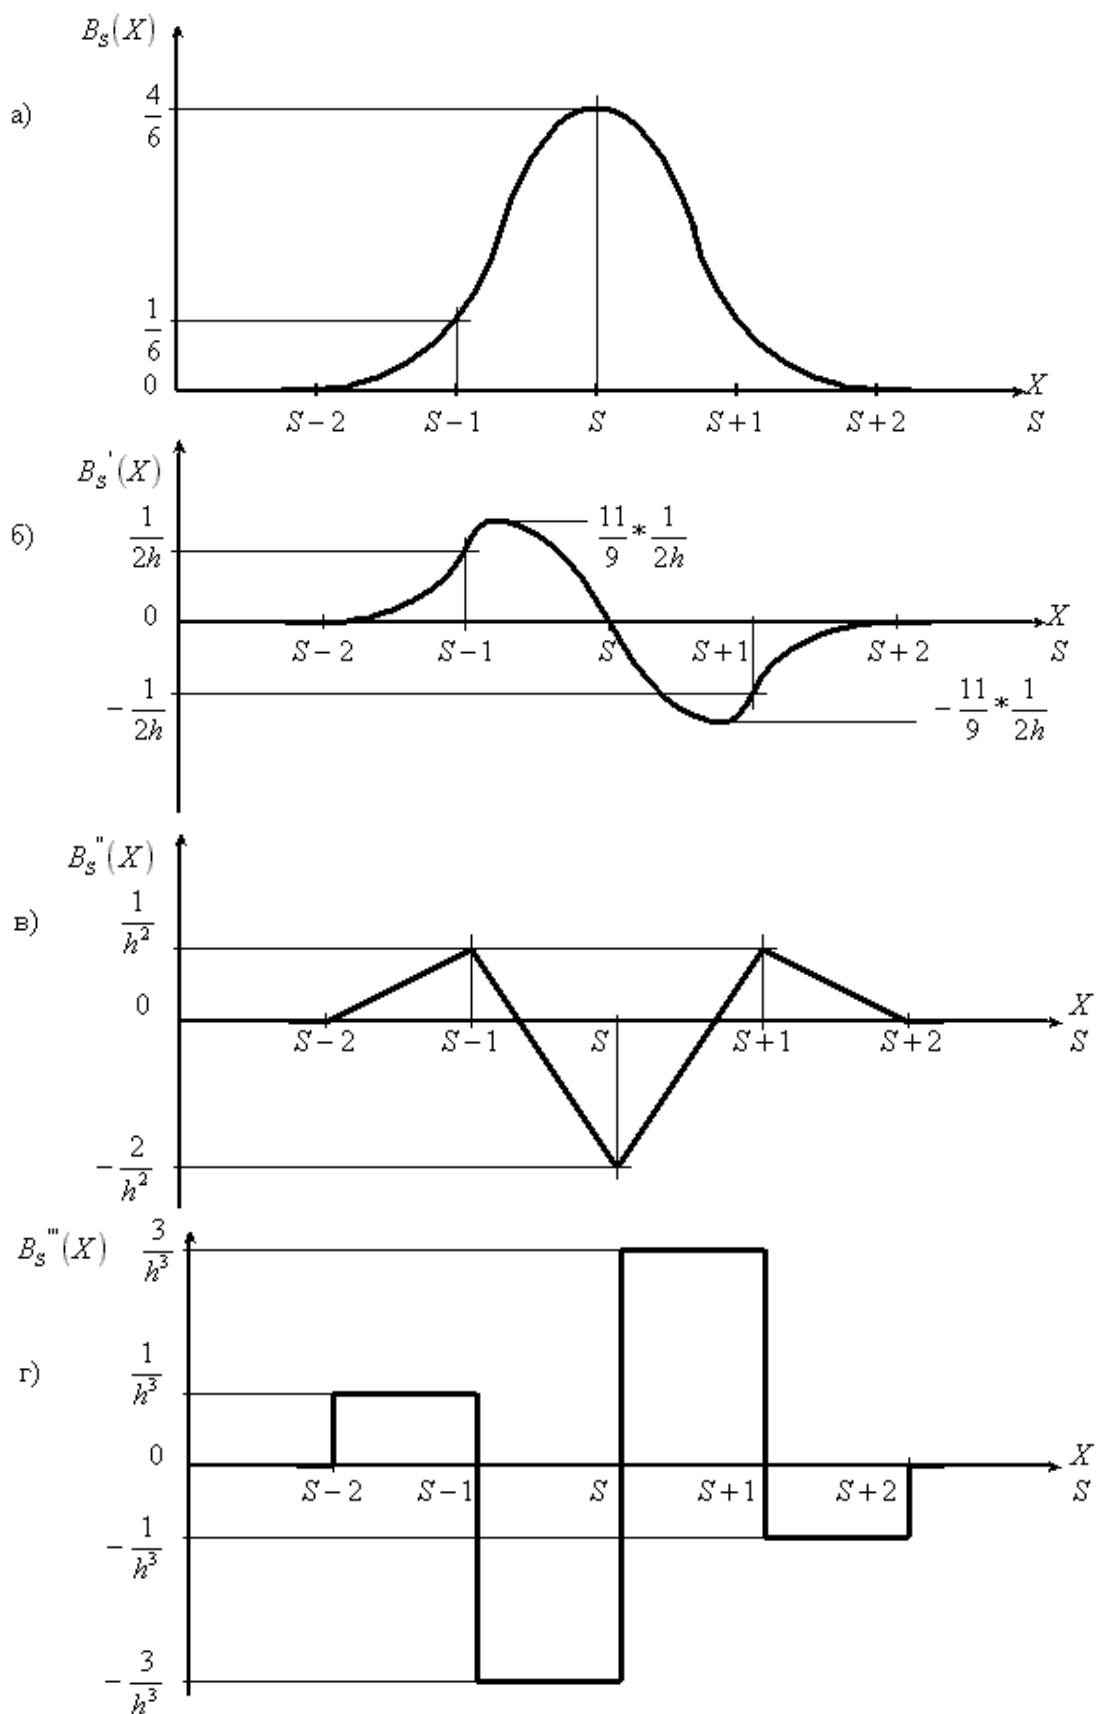 B_s(X)
а)
4/6
1/6
0
S−2 S−1 S S+1 S+2 X S
B_s'(X)
б)
1/2h
11/9 * 1/2h
0
S−2 S−1 S S+1 S+2 X S
−1/2h
−11/9 * 1/2h
B_s''(X)
в)
1/h²
0
S−2 S−1 S S+1 S+2 X S
−2/h²
B_s'''(X)
3/h³
г)
1/h³
0
S−2 S−1 S S+1 S+2 X S
−1/h³
−3/h³